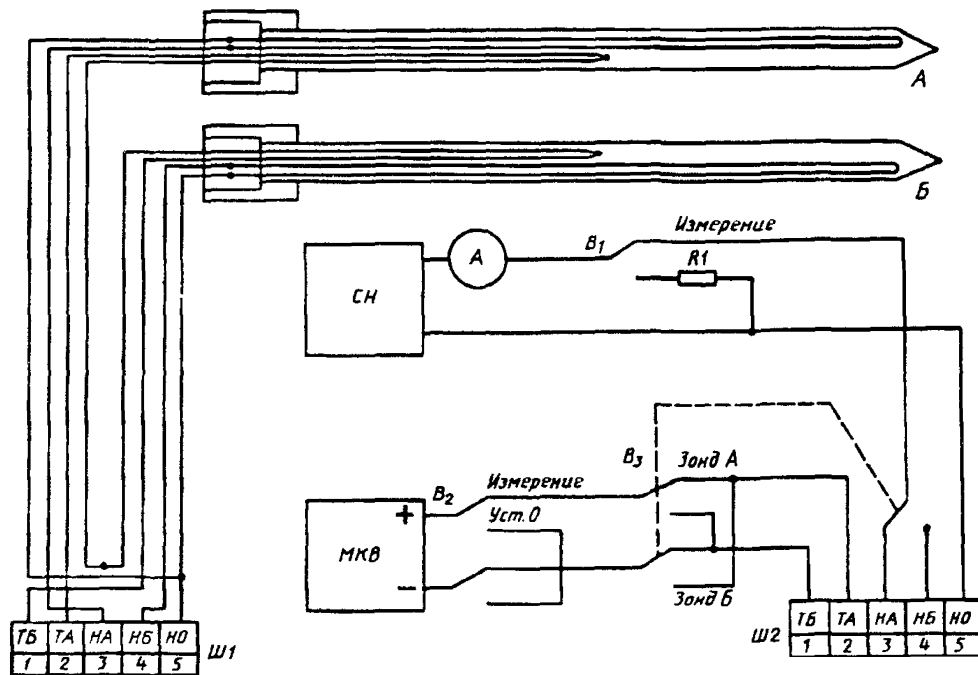 А
Б
Измерение
В1
А
R1
СН
В3
Зонд А
Измерение
В2
+
Уст. 0
МКВ
−
Зонд Б
ТБ ТА НА НБ НО
1 2 3 4 5
Ш1
Ш2
ТБ ТА НА НБ НО
1 2 3 4 5